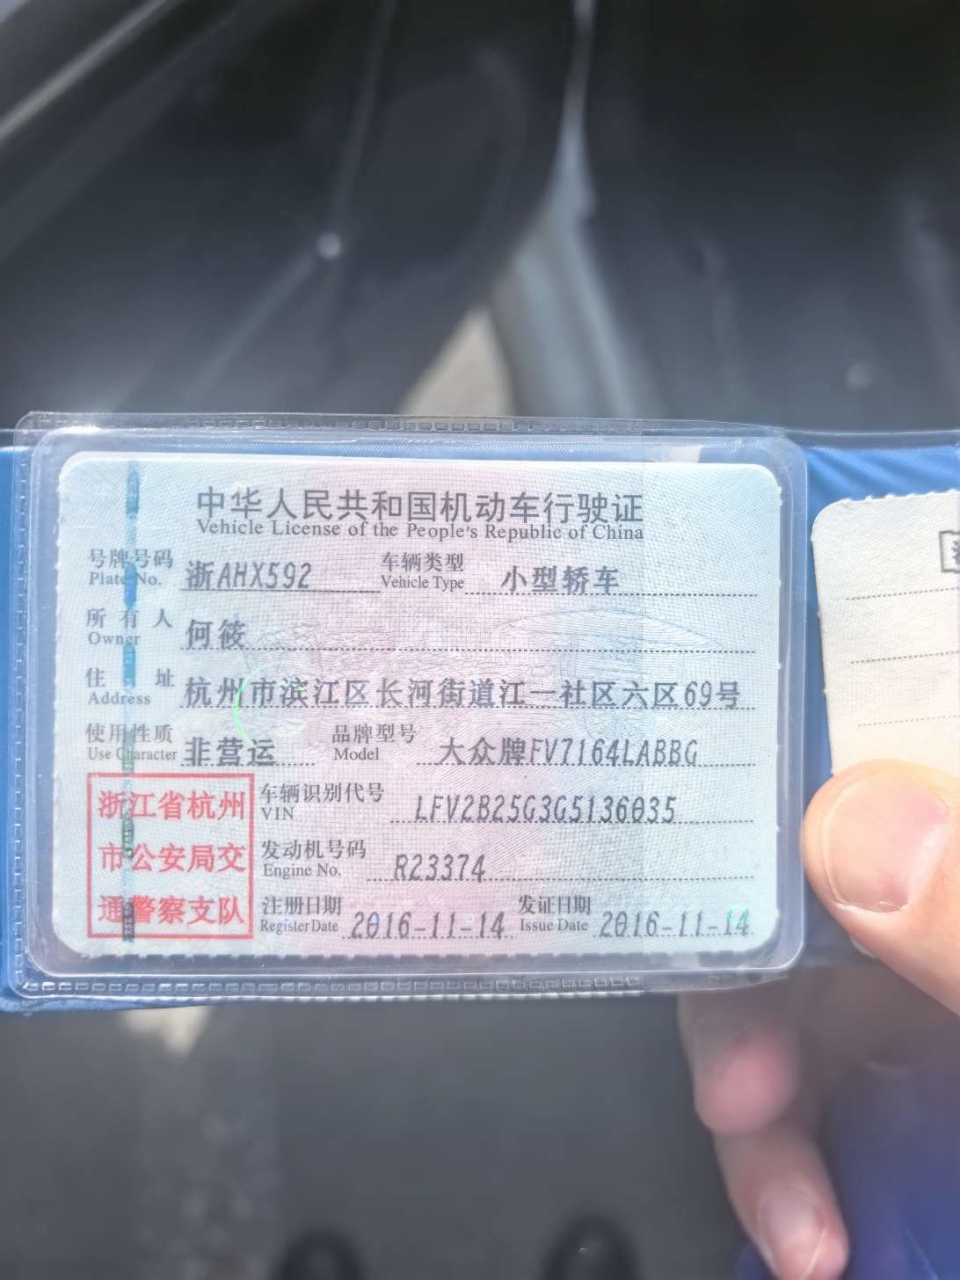 中华人民共和国机动车行驶证
Vehicle License of the People's Republic of China
号牌号码 浙AHX592 车辆类型 小型轿车
Plate No. Vehicle Type
所有人 何筱
Owner
住址 杭州市滨江区长河街道江一社区六区69号
Address
使用性质 非营运 品牌型号 大众牌FV7164LABBG
Use Character Model
浙江省杭州
市公安局交
通警察支队
车辆识别代号 LFV2B25G3G5136035
VIN
发动机号码 R23374
Engine No.
注册日期 2016-11-14 发证日期 2016-11-14
Register Date Issue Date